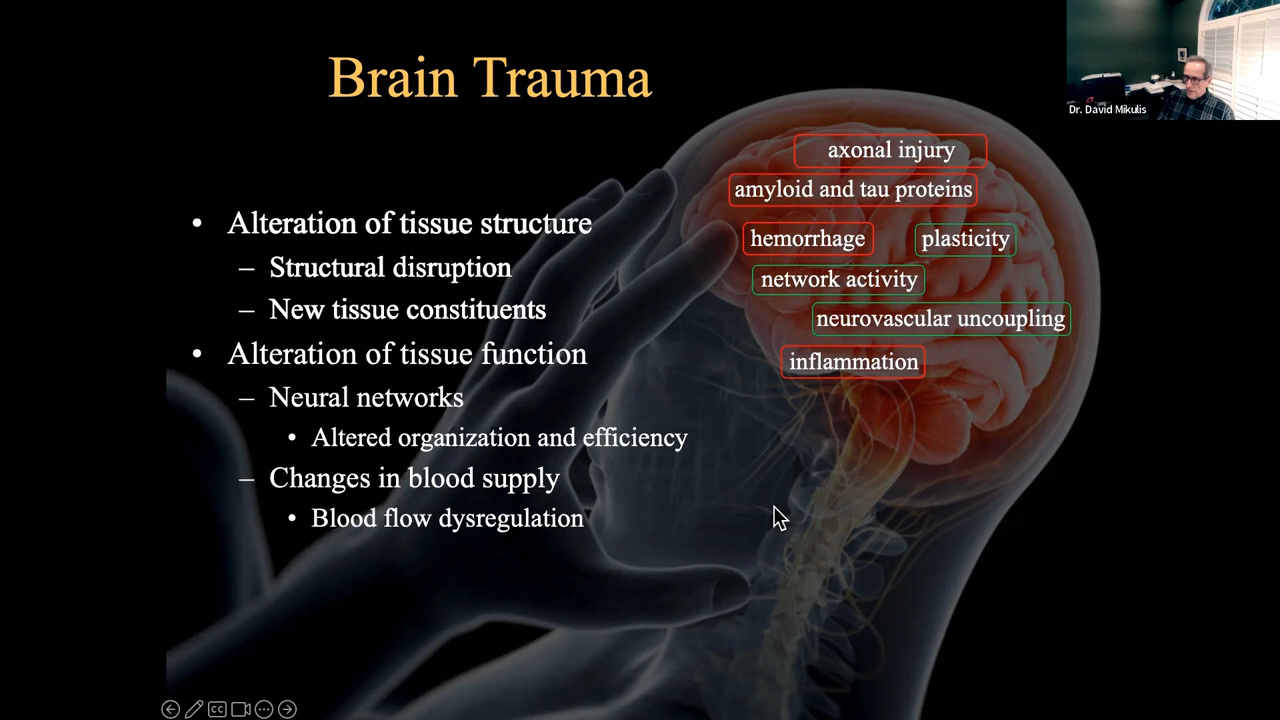 Brain Trauma
Dr. David Mikulis
• Alteration of tissue structure
– Structural disruption
– New tissue constituents
• Alteration of tissue function
– Neural networks
• Altered organization and efficiency
– Changes in blood supply
• Blood flow dysregulation
axonal injury
amyloid and tau proteins
hemorrhage
plasticity
network activity
neurovascular uncoupling
inflammation
CC